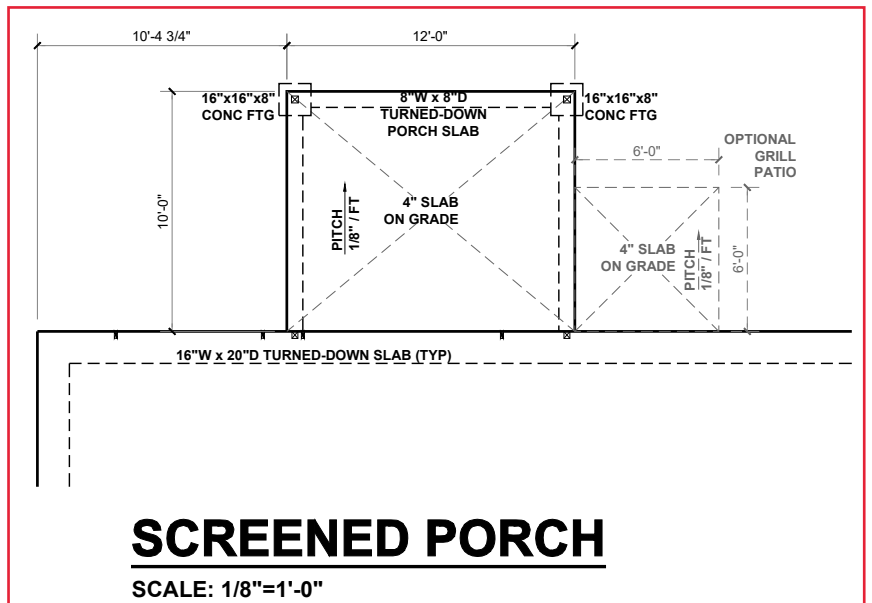 10'-4 3/4"
12'-0"
16"x16"x8"
CONC FTG
8"W x 8"D
TURNED-DOWN
PORCH SLAB
16"x16"x8"
CONC FTG
OPTIONAL
GRILL
PATIO
6'-0"
10'-0"
PITCH
1/8" / FT
4" SLAB
ON GRADE
4" SLAB
ON GRADE
PITCH
1/8" / FT
6'-0"
16"W x 20"D TURNED-DOWN SLAB (TYP)
SCREENED PORCH
SCALE: 1/8"=1'-0"